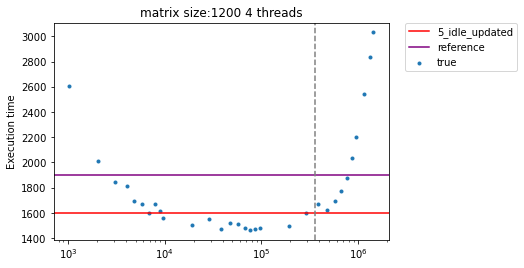 matrix size:1200 4 threads
5_idle_updated
reference
true
Execution time
3000
2800
2600
2400
2200
2000
1800
1600
1400
10³
10⁴
10⁵
10⁶